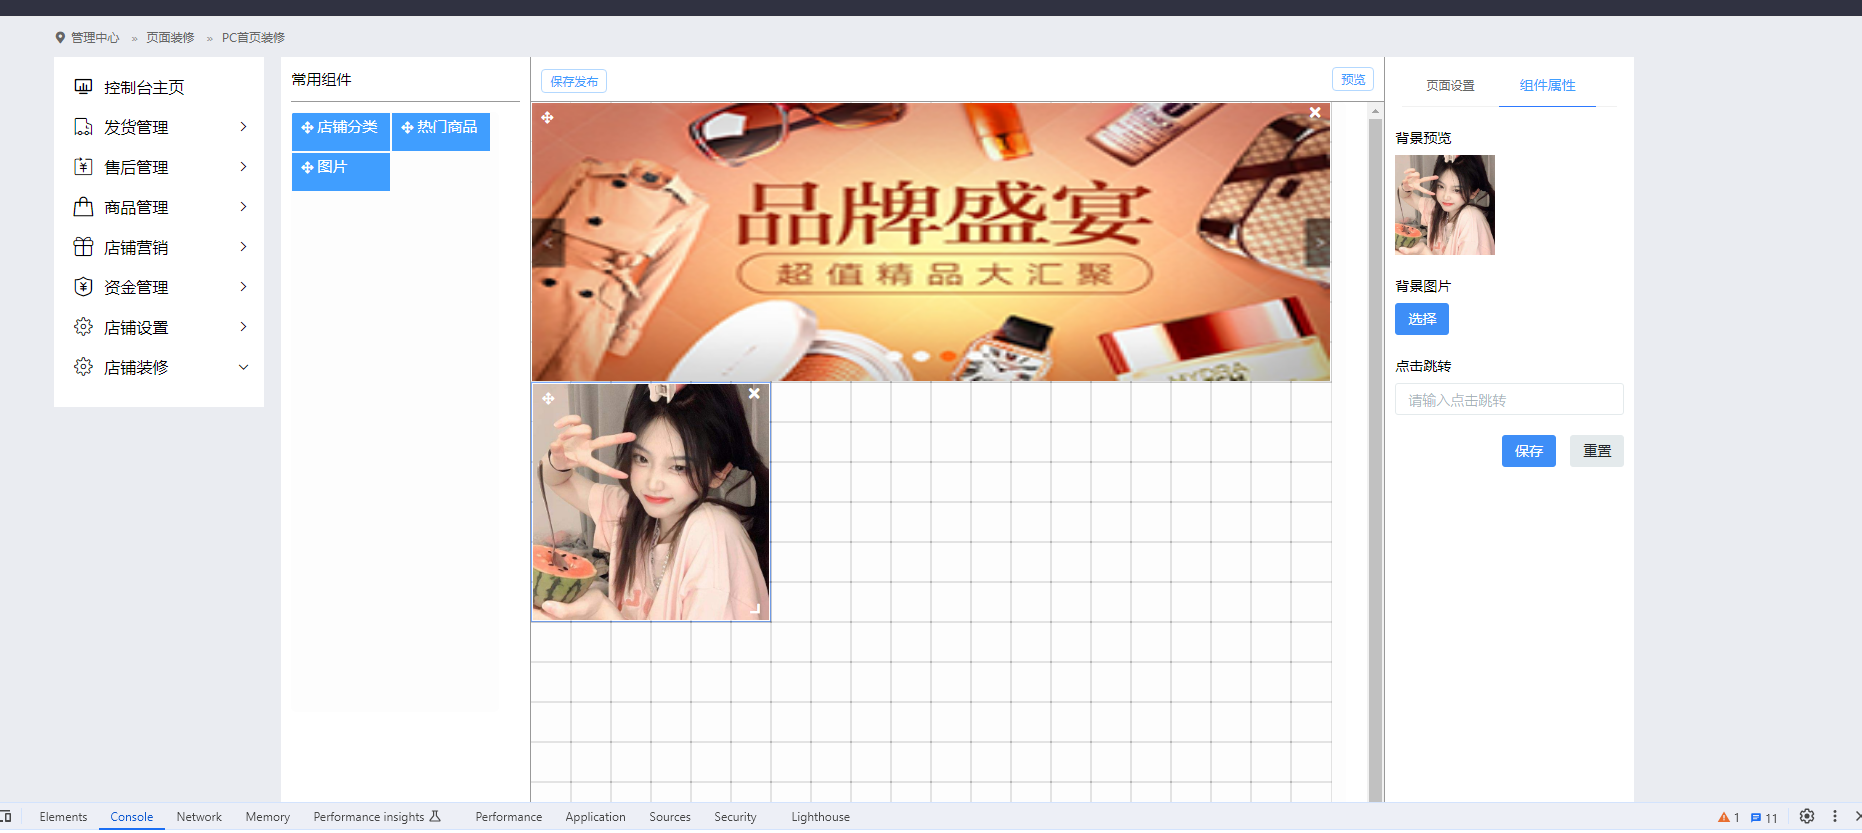 管理中心 » 页面装修 » PC首页装修
控制台主页
发货管理
售后管理
商品管理
店铺营销
资金管理
店铺设置
店铺装修
常用组件
店铺分类
热门商品
图片
保存发布
预览
品牌盛宴
超值精品大汇聚
<
>
页面设置
组件属性
背景预览
背景图片
选择
点击跳转
请输入点击跳转
保存
重置
Elements Console Network Memory Performance insights Performance Application Sources Security Lighthouse 1 11